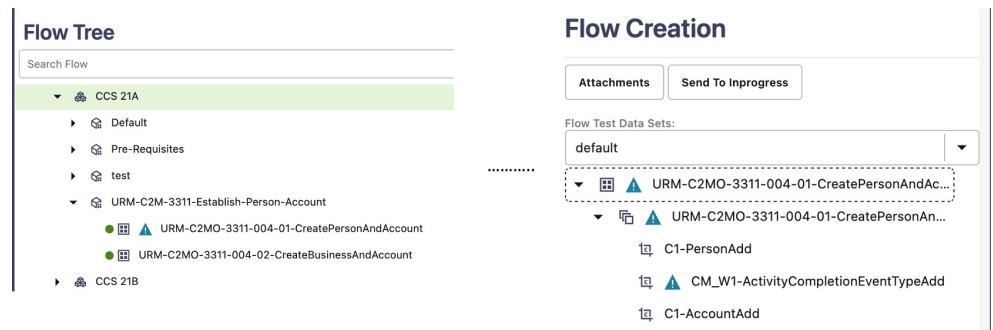 Flow Tree
Search Flow
CCS 21A
Default
Pre-Requisites
test
URM-C2M-3311-Establish-Person-Account
URM-C2MO-3311-004-01-CreatePersonAndAccount
URM-C2MO-3311-004-02-CreateBusinessAndAccount
CCS 21B
...........
Flow Creation
Attachments
Send To Inprogress
Flow Test Data Sets:
default
URM-C2MO-3311-004-01-CreatePersonAndAc...
URM-C2MO-3311-004-01-CreatePersonAn...
C1-PersonAdd
CM_W1-ActivityCompletionEventTypeAdd
C1-AccountAdd